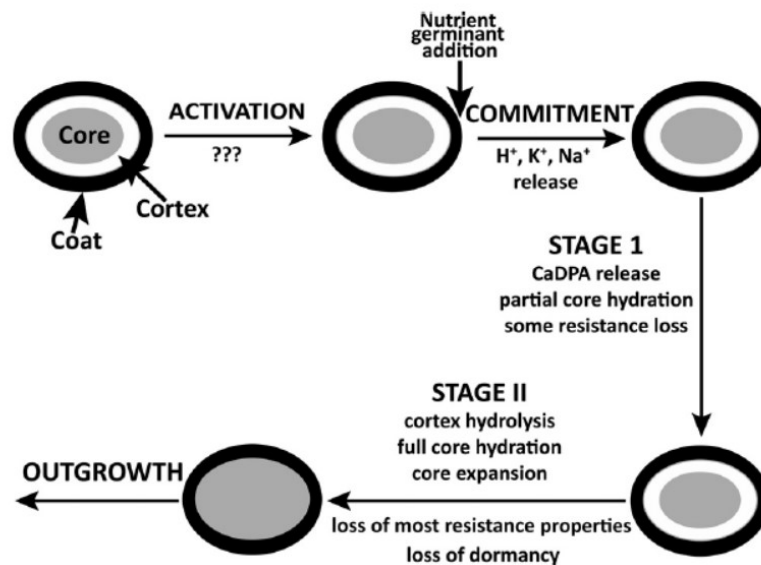 Nutrient
germinant
addition
ACTIVATION
???
COMMITMENT
H⁺, K⁺, Na⁺
release
Core
Cortex
Coat
STAGE 1
CaDPA release
partial core hydration
some resistance loss
STAGE II
cortex hydrolysis
full core hydration
core expansion
loss of most resistance properties
loss of dormancy
OUTGROWTH